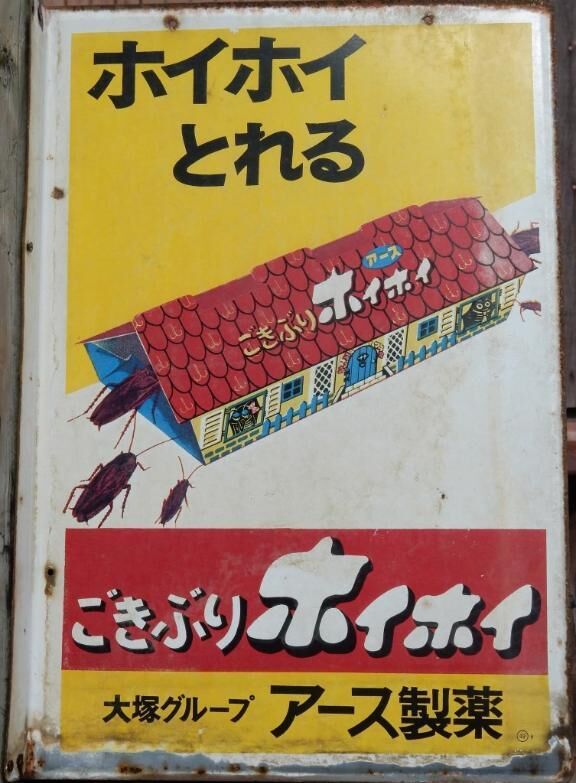 ホイホイ
とれる
アース
ごきぶりホイホイ
ごきぶりホイホイ
大塚グループ アース製薬